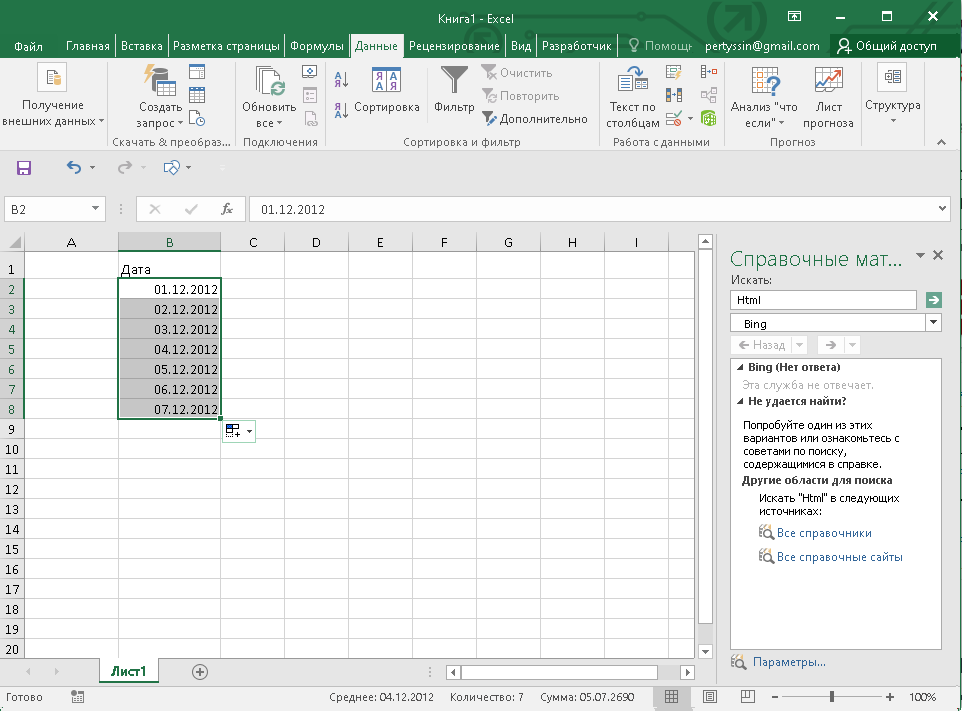 Книга1 - Excel
Файл Главная Вставка Разметка страницы Формулы Данные Рецензирование Вид Разработчик Помощь pertyssin@gmail.com Общий доступ
Получение внешних данных
Создать запрос
Скачать & преобраз...
Обновить все
Подключения
Сортировка
Фильтр
Очистить
Повторить
Дополнительно
Сортировка и фильтр
Текст по столбцам
Работа с данными
Анализ "что если"
Лист прогноза
Прогноз
Структура
B2 fx 01.12.2012
A B C D E F G H I
1 Дата
2 01.12.2012
3 02.12.2012
4 03.12.2012
5 04.12.2012
6 05.12.2012
7 06.12.2012
8 07.12.2012
9
10
11
12
13
14
15
16
17
18
19
20
Справочные мат...
Искать:
Html
Bing
Назад
Bing (Нет ответа)
Эта служба не отвечает.
Не удается найти?
Попробуйте один из этих
вариантов или ознакомьтесь с
советами по поиску,
содержащимися в справке.
Другие области для поиска
Искать "Html" в следующих
источниках:
Все справочники
Все справочные сайты
Параметры...
Лист1
Готово Среднее: 04.12.2012 Количество: 7 Сумма: 05.07.2690 100%